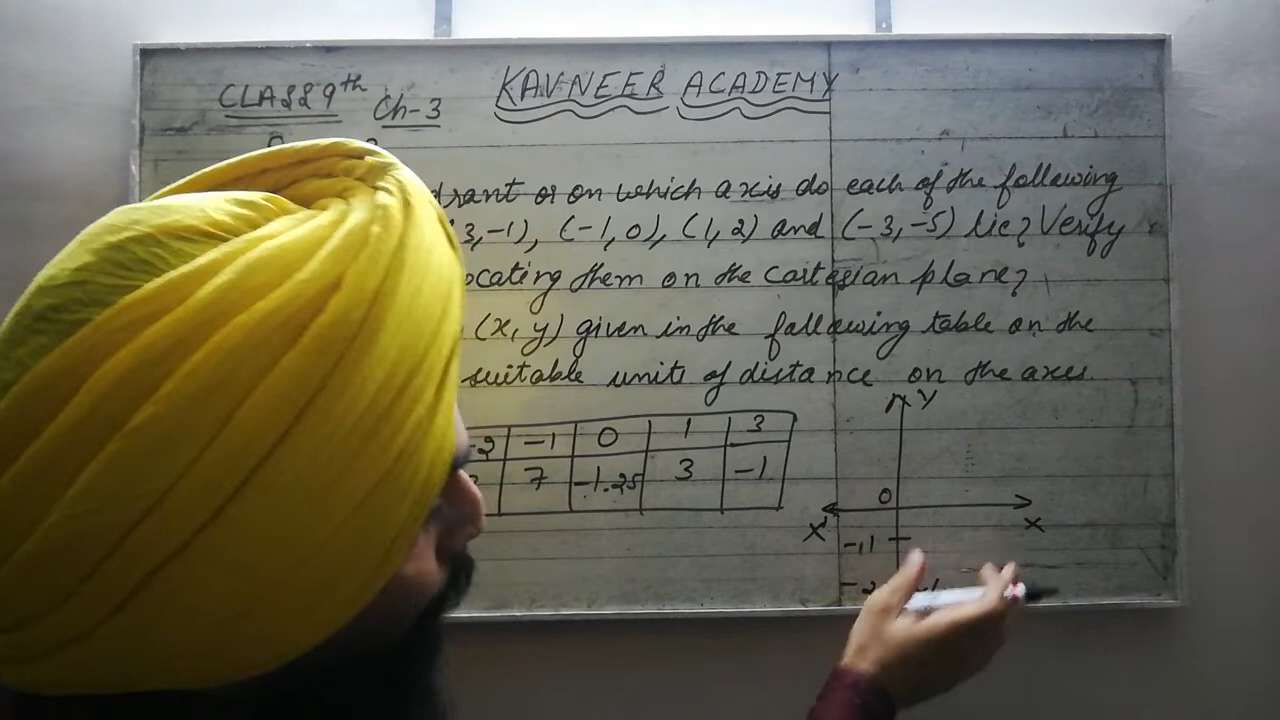 CLASS 9th Ch-3 KAVNEER ACADEMY
drant or on which axis do each of the following
3,-1), (-1,0), (1,2) and (-3,-5) lie? Verify
ocating them on the cartesian plane?
(x, y) given in the following table on the
suitable units of distance on the axes.
-2 -1 0 1 3
7 -1.25 3 -1
Y
0
X' X
-1
-2